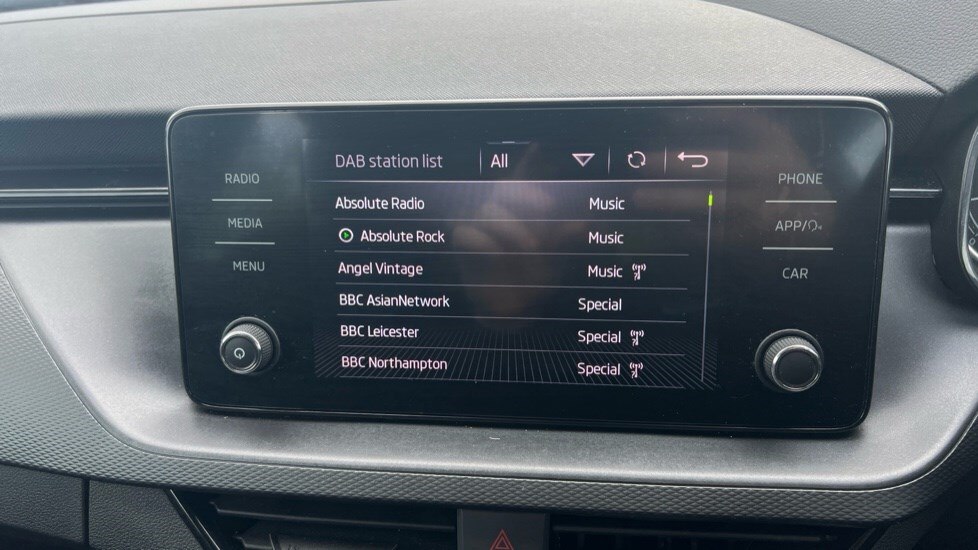 DAB station list All
RADIO
MEDIA
MENU
Absolute Radio Music
Absolute Rock Music
Angel Vintage Music
BBC AsianNetwork Special
BBC Leicester Special
BBC Northampton Special
PHONE
APP/
CAR